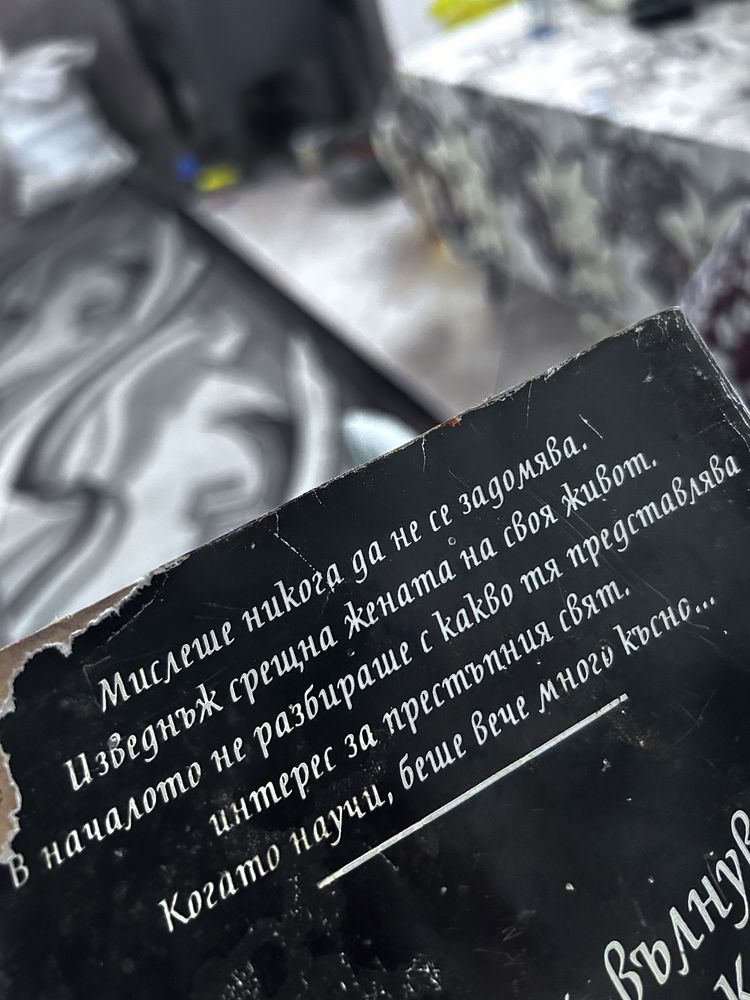 Мислеше никога да не се задомява.
Изведнъж срещна жената на своя живот.
В началото не разбираше с какво тя представлява
интерес за престъпния свят.
Когато научи, беше вече много късно...